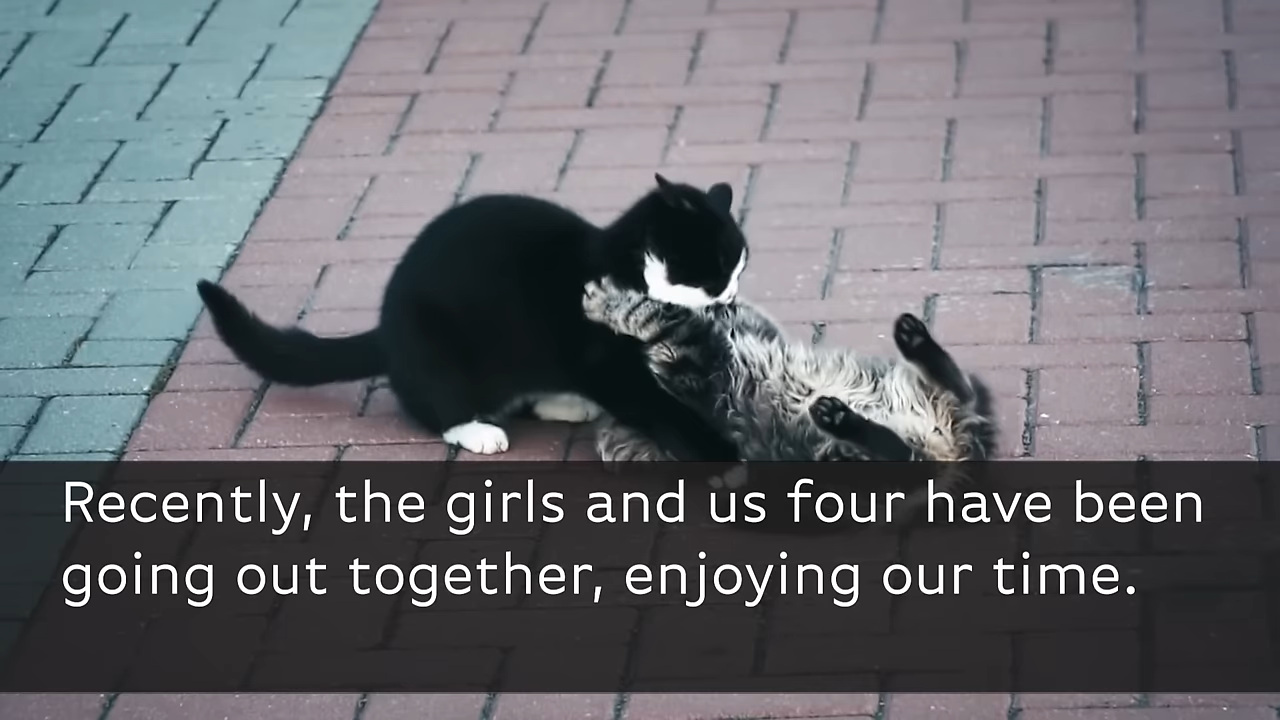 Recently, the girls and us four have been
going out together, enjoying our time.